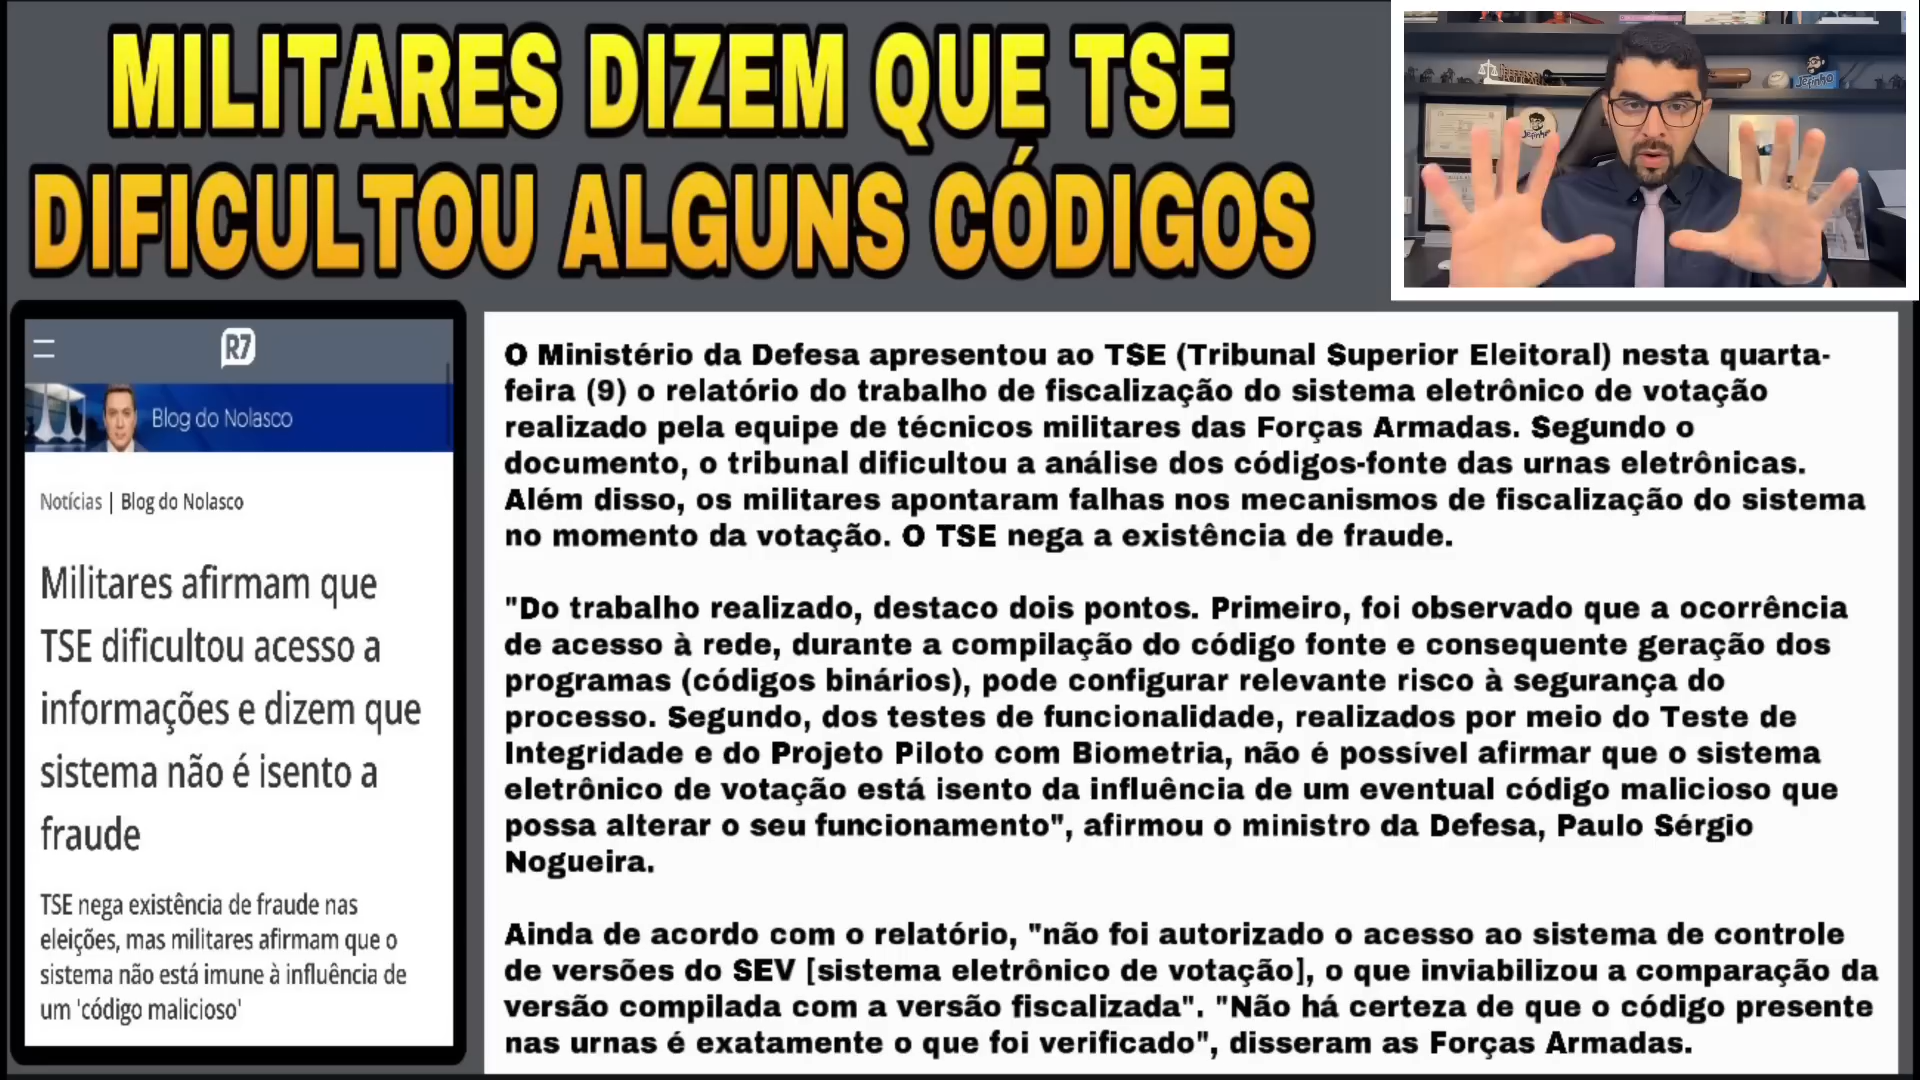 MILITARES DIZEM QUE TSE
DIFICULTOU ALGUNS CÓDIGOS
Jefinho
Jefinho
R7
Blog do Nolasco
Notícias | Blog do Nolasco
Militares afirmam que
TSE dificultou acesso a
informações e dizem que
sistema não é isento a
fraude
TSE nega existência de fraude nas
eleições, mas militares afirmam que o
sistema não está imune à influência de
um 'código malicioso'
O Ministério da Defesa apresentou ao TSE (Tribunal Superior Eleitoral) nesta quarta-
feira (9) o relatório do trabalho de fiscalização do sistema eletrônico de votação
realizado pela equipe de técnicos militares das Forças Armadas. Segundo o
documento, o tribunal dificultou a análise dos códigos-fonte das urnas eletrônicas.
Além disso, os militares apontaram falhas nos mecanismos de fiscalização do sistema
no momento da votação. O TSE nega a existência de fraude.
"Do trabalho realizado, destaco dois pontos. Primeiro, foi observado que a ocorrência
de acesso à rede, durante a compilação do código fonte e consequente geração dos
programas (códigos binários), pode configurar relevante risco à segurança do
processo. Segundo, dos testes de funcionalidade, realizados por meio do Teste de
Integridade e do Projeto Piloto com Biometria, não é possível afirmar que o sistema
eletrônico de votação está isento da influência de um eventual código malicioso que
possa alterar o seu funcionamento", afirmou o ministro da Defesa, Paulo Sérgio
Nogueira.
Ainda de acordo com o relatório, "não foi autorizado o acesso ao sistema de controle
de versões do SEV [sistema eletrônico de votação], o que inviabilizou a comparação da
versão compilada com a versão fiscalizada". "Não há certeza de que o código presente
nas urnas é exatamente o que foi verificado", disseram as Forças Armadas.